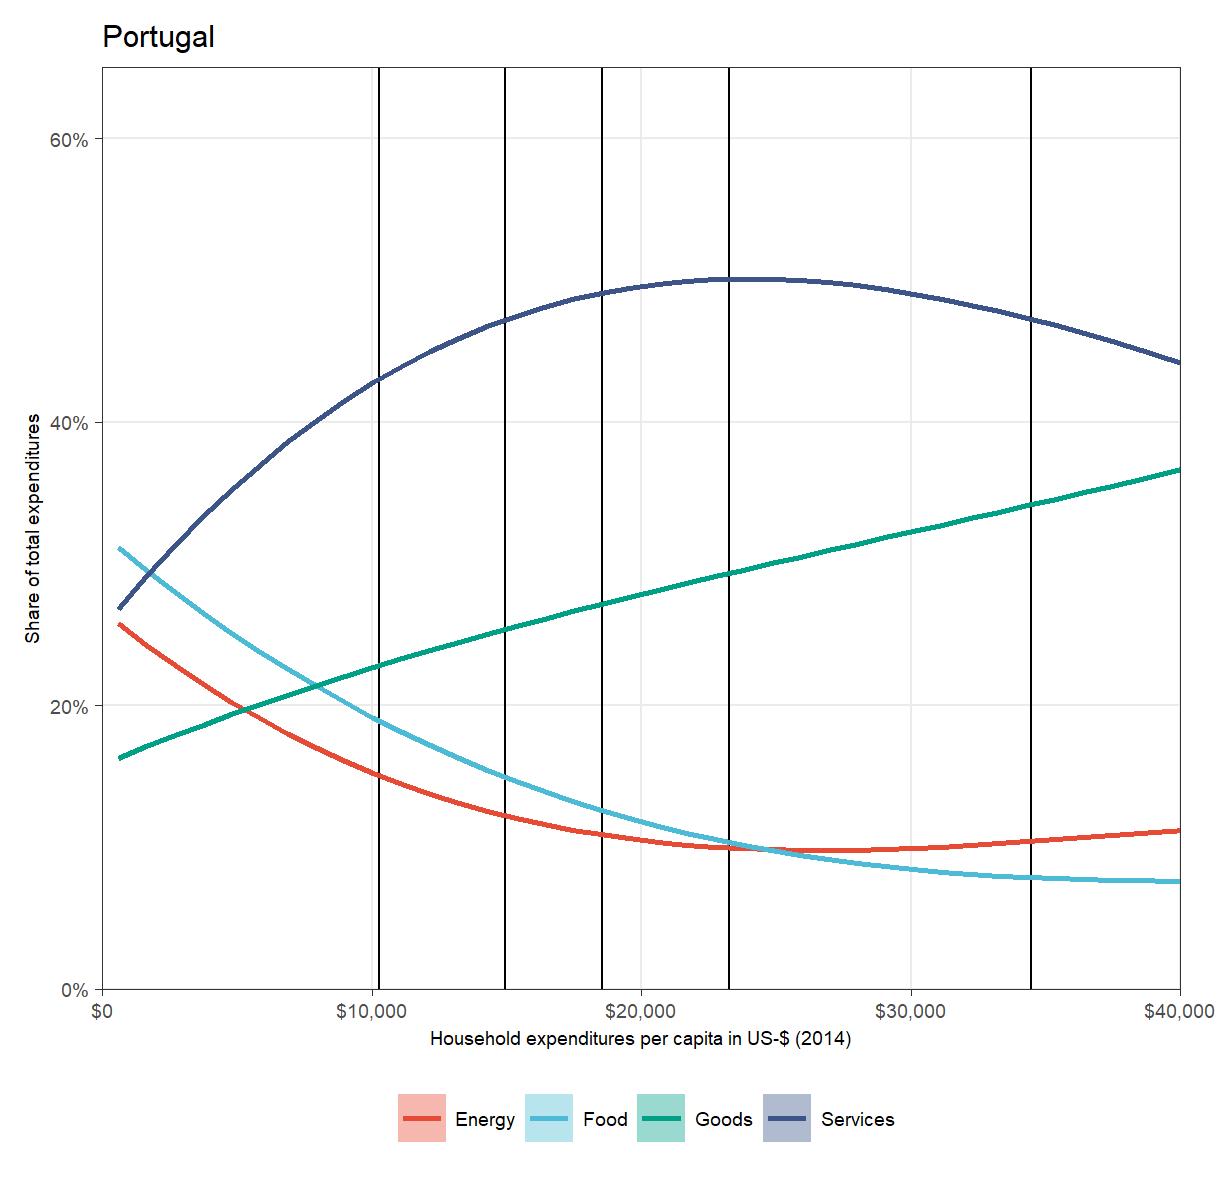 Portugal
60%
40%
20%
0%
Share of total expenditures
$0 $10,000 $20,000 $30,000 $40,000
Household expenditures per capita in US-$ (2014)
Energy Food Goods Services